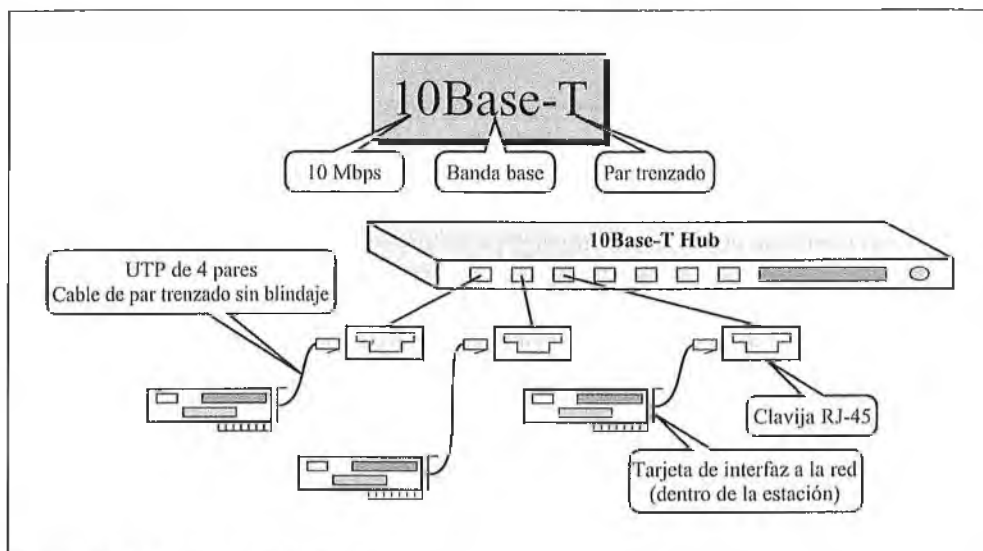 10Base-T
10 Mbps
Banda base
Par trenzado
10Base-T Hub
UTP de 4 pares
Cable de par trenzado sin blindaje
Clavija RJ-45
Tarjeta de interfaz a la red
(dentro de la estación)